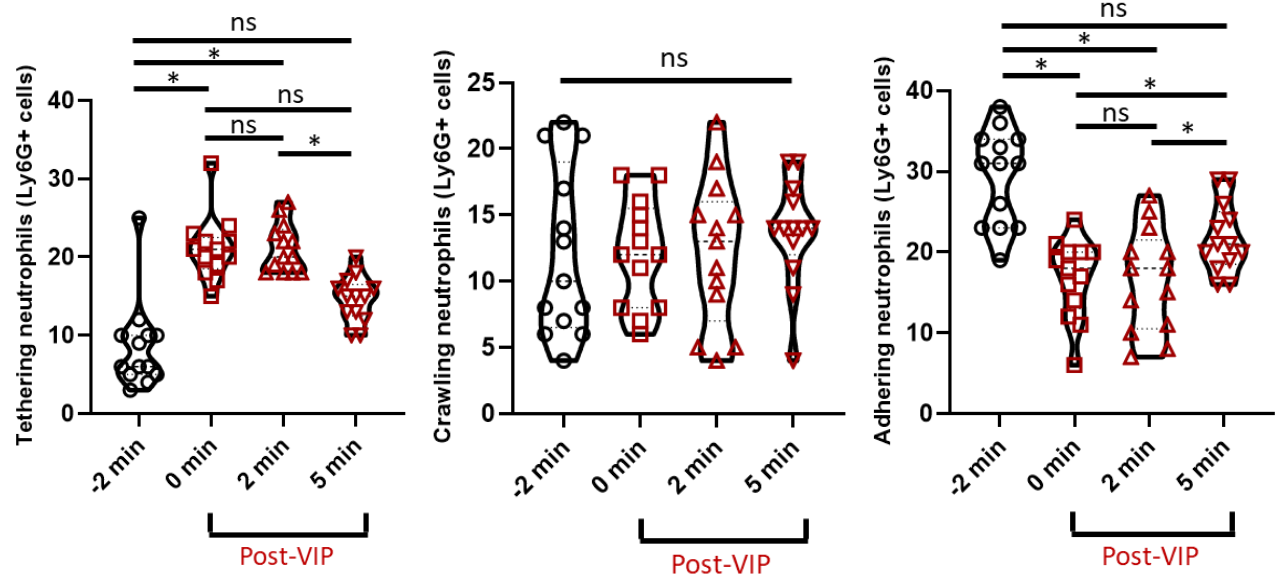 ns
*
*
ns
ns
*
Tethering neutrophils (Ly6G+ cells)
40
30
20
10
0
-2 min
0 min
2 min
5 min
Post-VIP
ns
Crawling neutrophils (Ly6G+ cells)
25
20
15
10
5
0
-2 min
0 min
2 min
5 min
Post-VIP
ns
*
*
*
ns
*
Adhering neutrophils (Ly6G+ cells)
40
30
20
10
0
-2 min
0 min
2 min
5 min
Post-VIP